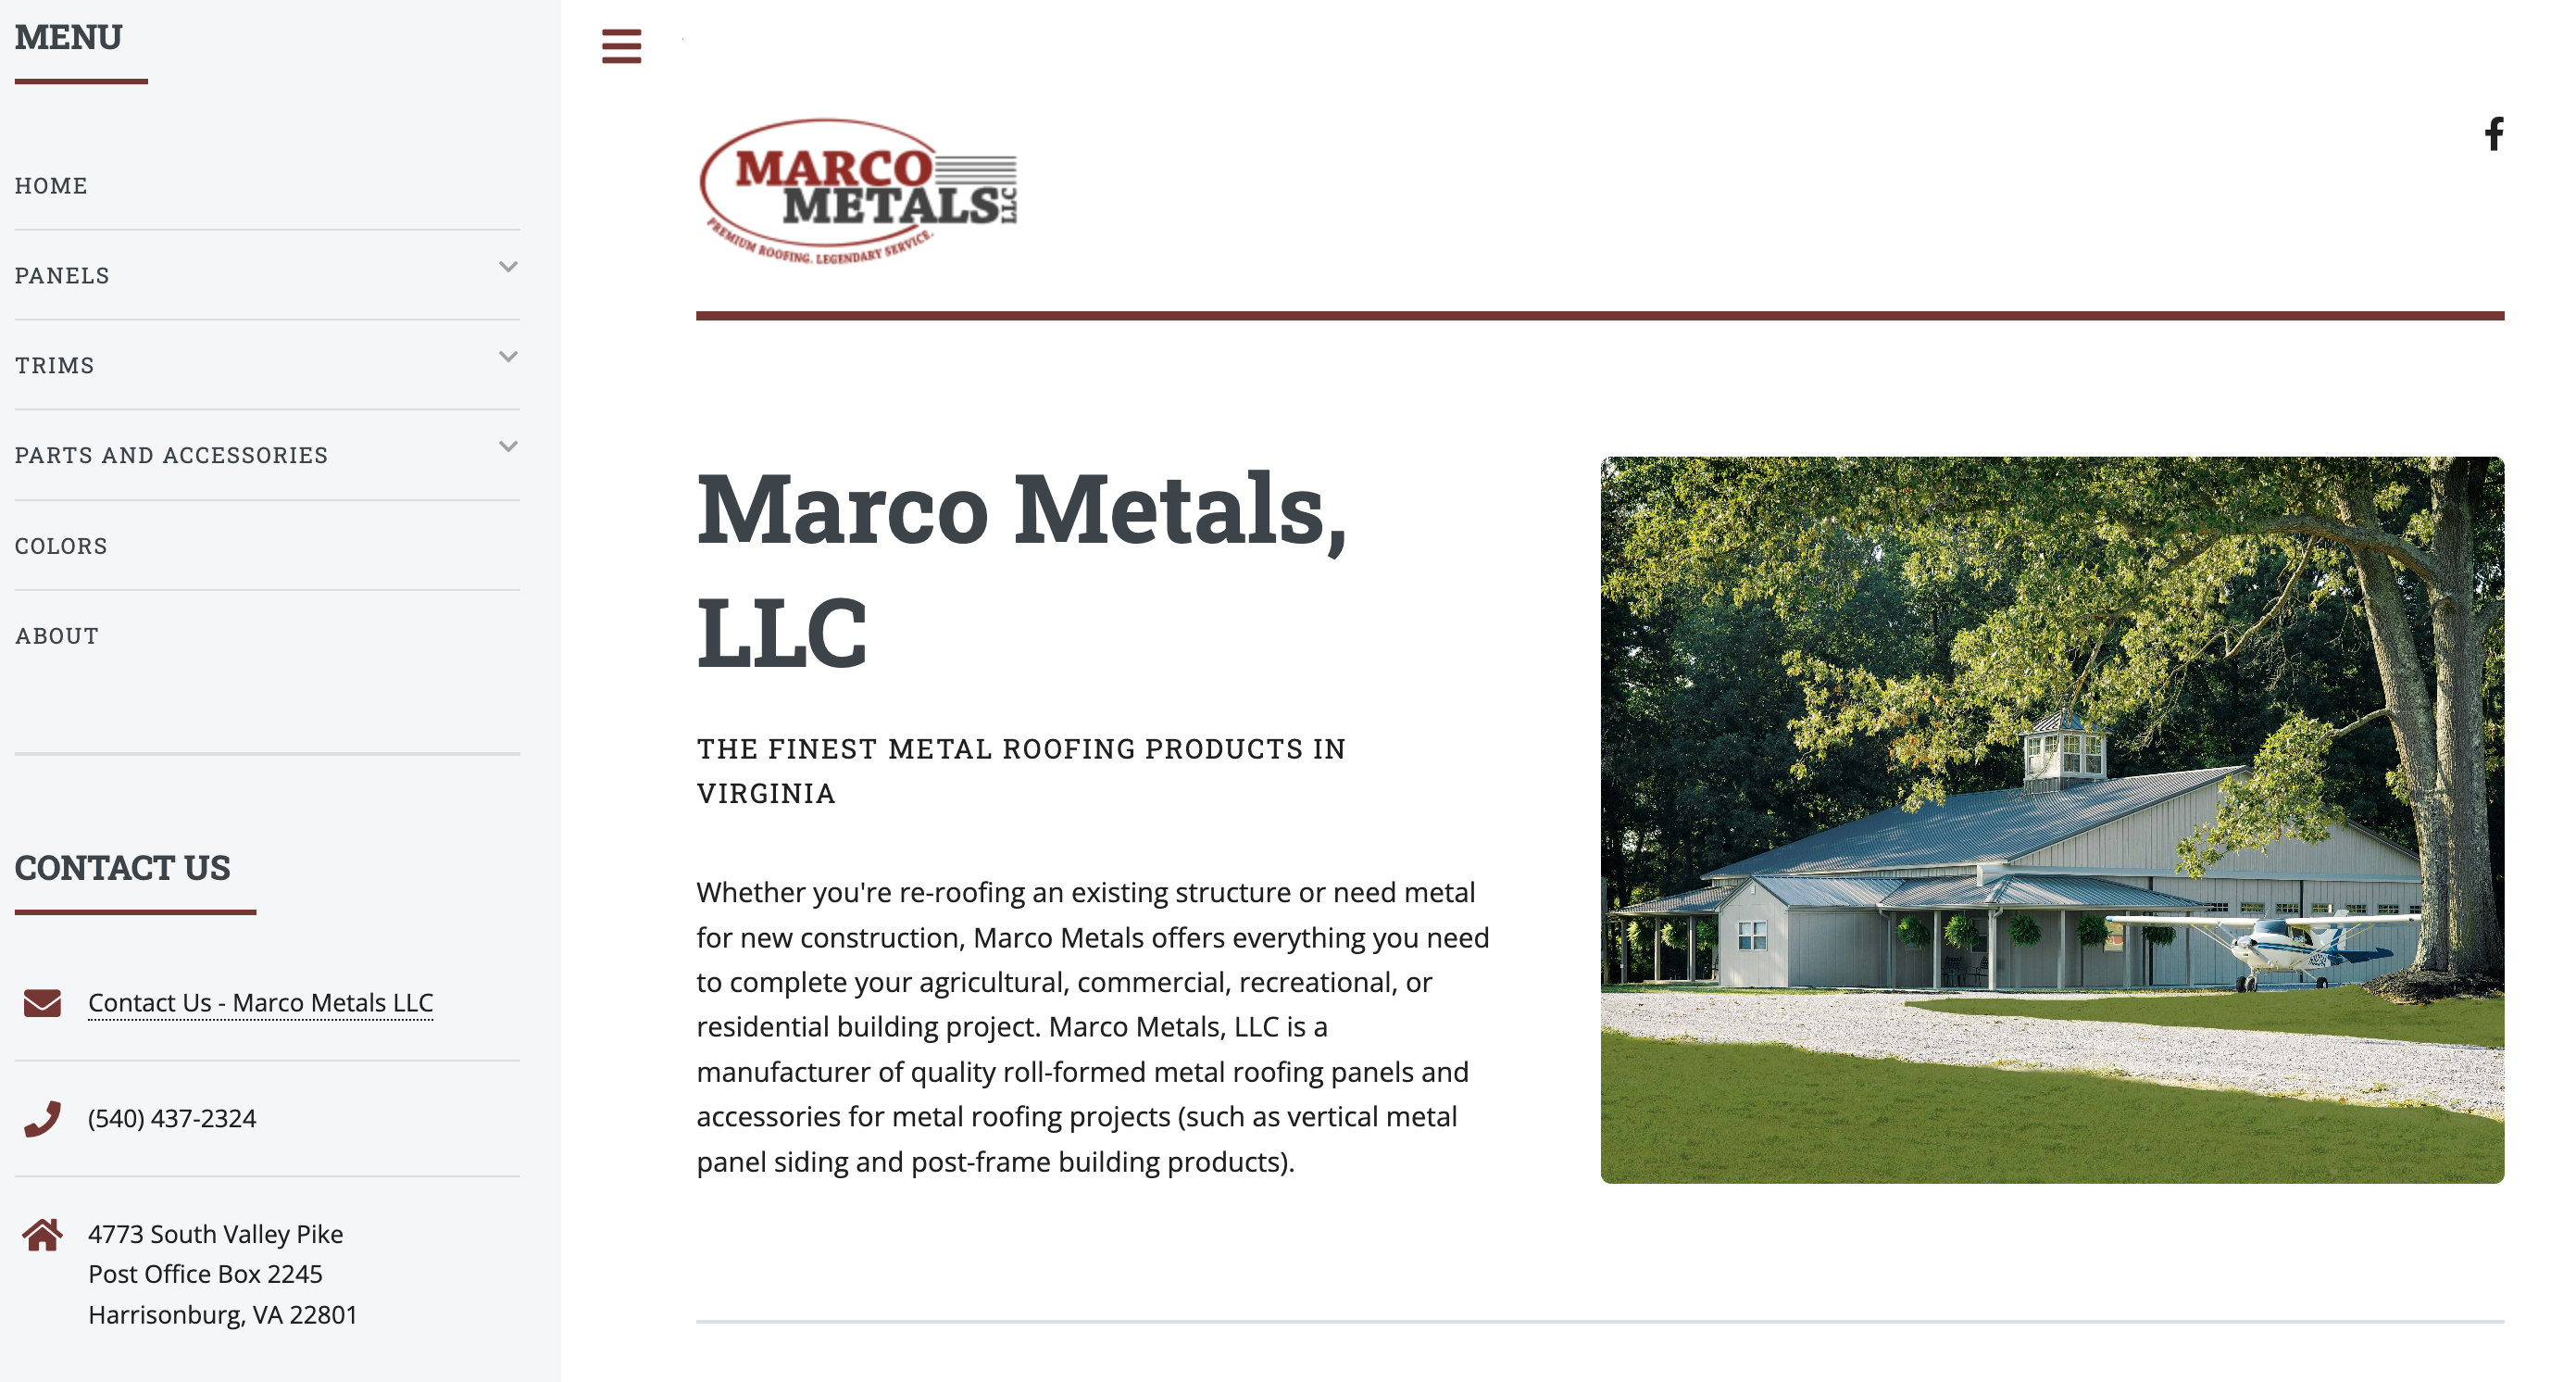 MENU
HOME
PANELS
TRIMS
PARTS AND ACCESSORIES
COLORS
ABOUT
CONTACT US
Contact Us - Marco Metals LLC
(540) 437-2324
4773 South Valley Pike
Post Office Box 2245
Harrisonburg, VA 22801
MARCO
METALS LLC
PREMIUM ROOFING. LEGENDARY SERVICE.
Marco Metals,
LLC
THE FINEST METAL ROOFING PRODUCTS IN
VIRGINIA
Whether you're re-roofing an existing structure or need metal
for new construction, Marco Metals offers everything you need
to complete your agricultural, commercial, recreational, or
residential building project. Marco Metals, LLC is a
manufacturer of quality roll-formed metal roofing panels and
accessories for metal roofing projects (such as vertical metal
panel siding and post-frame building products).